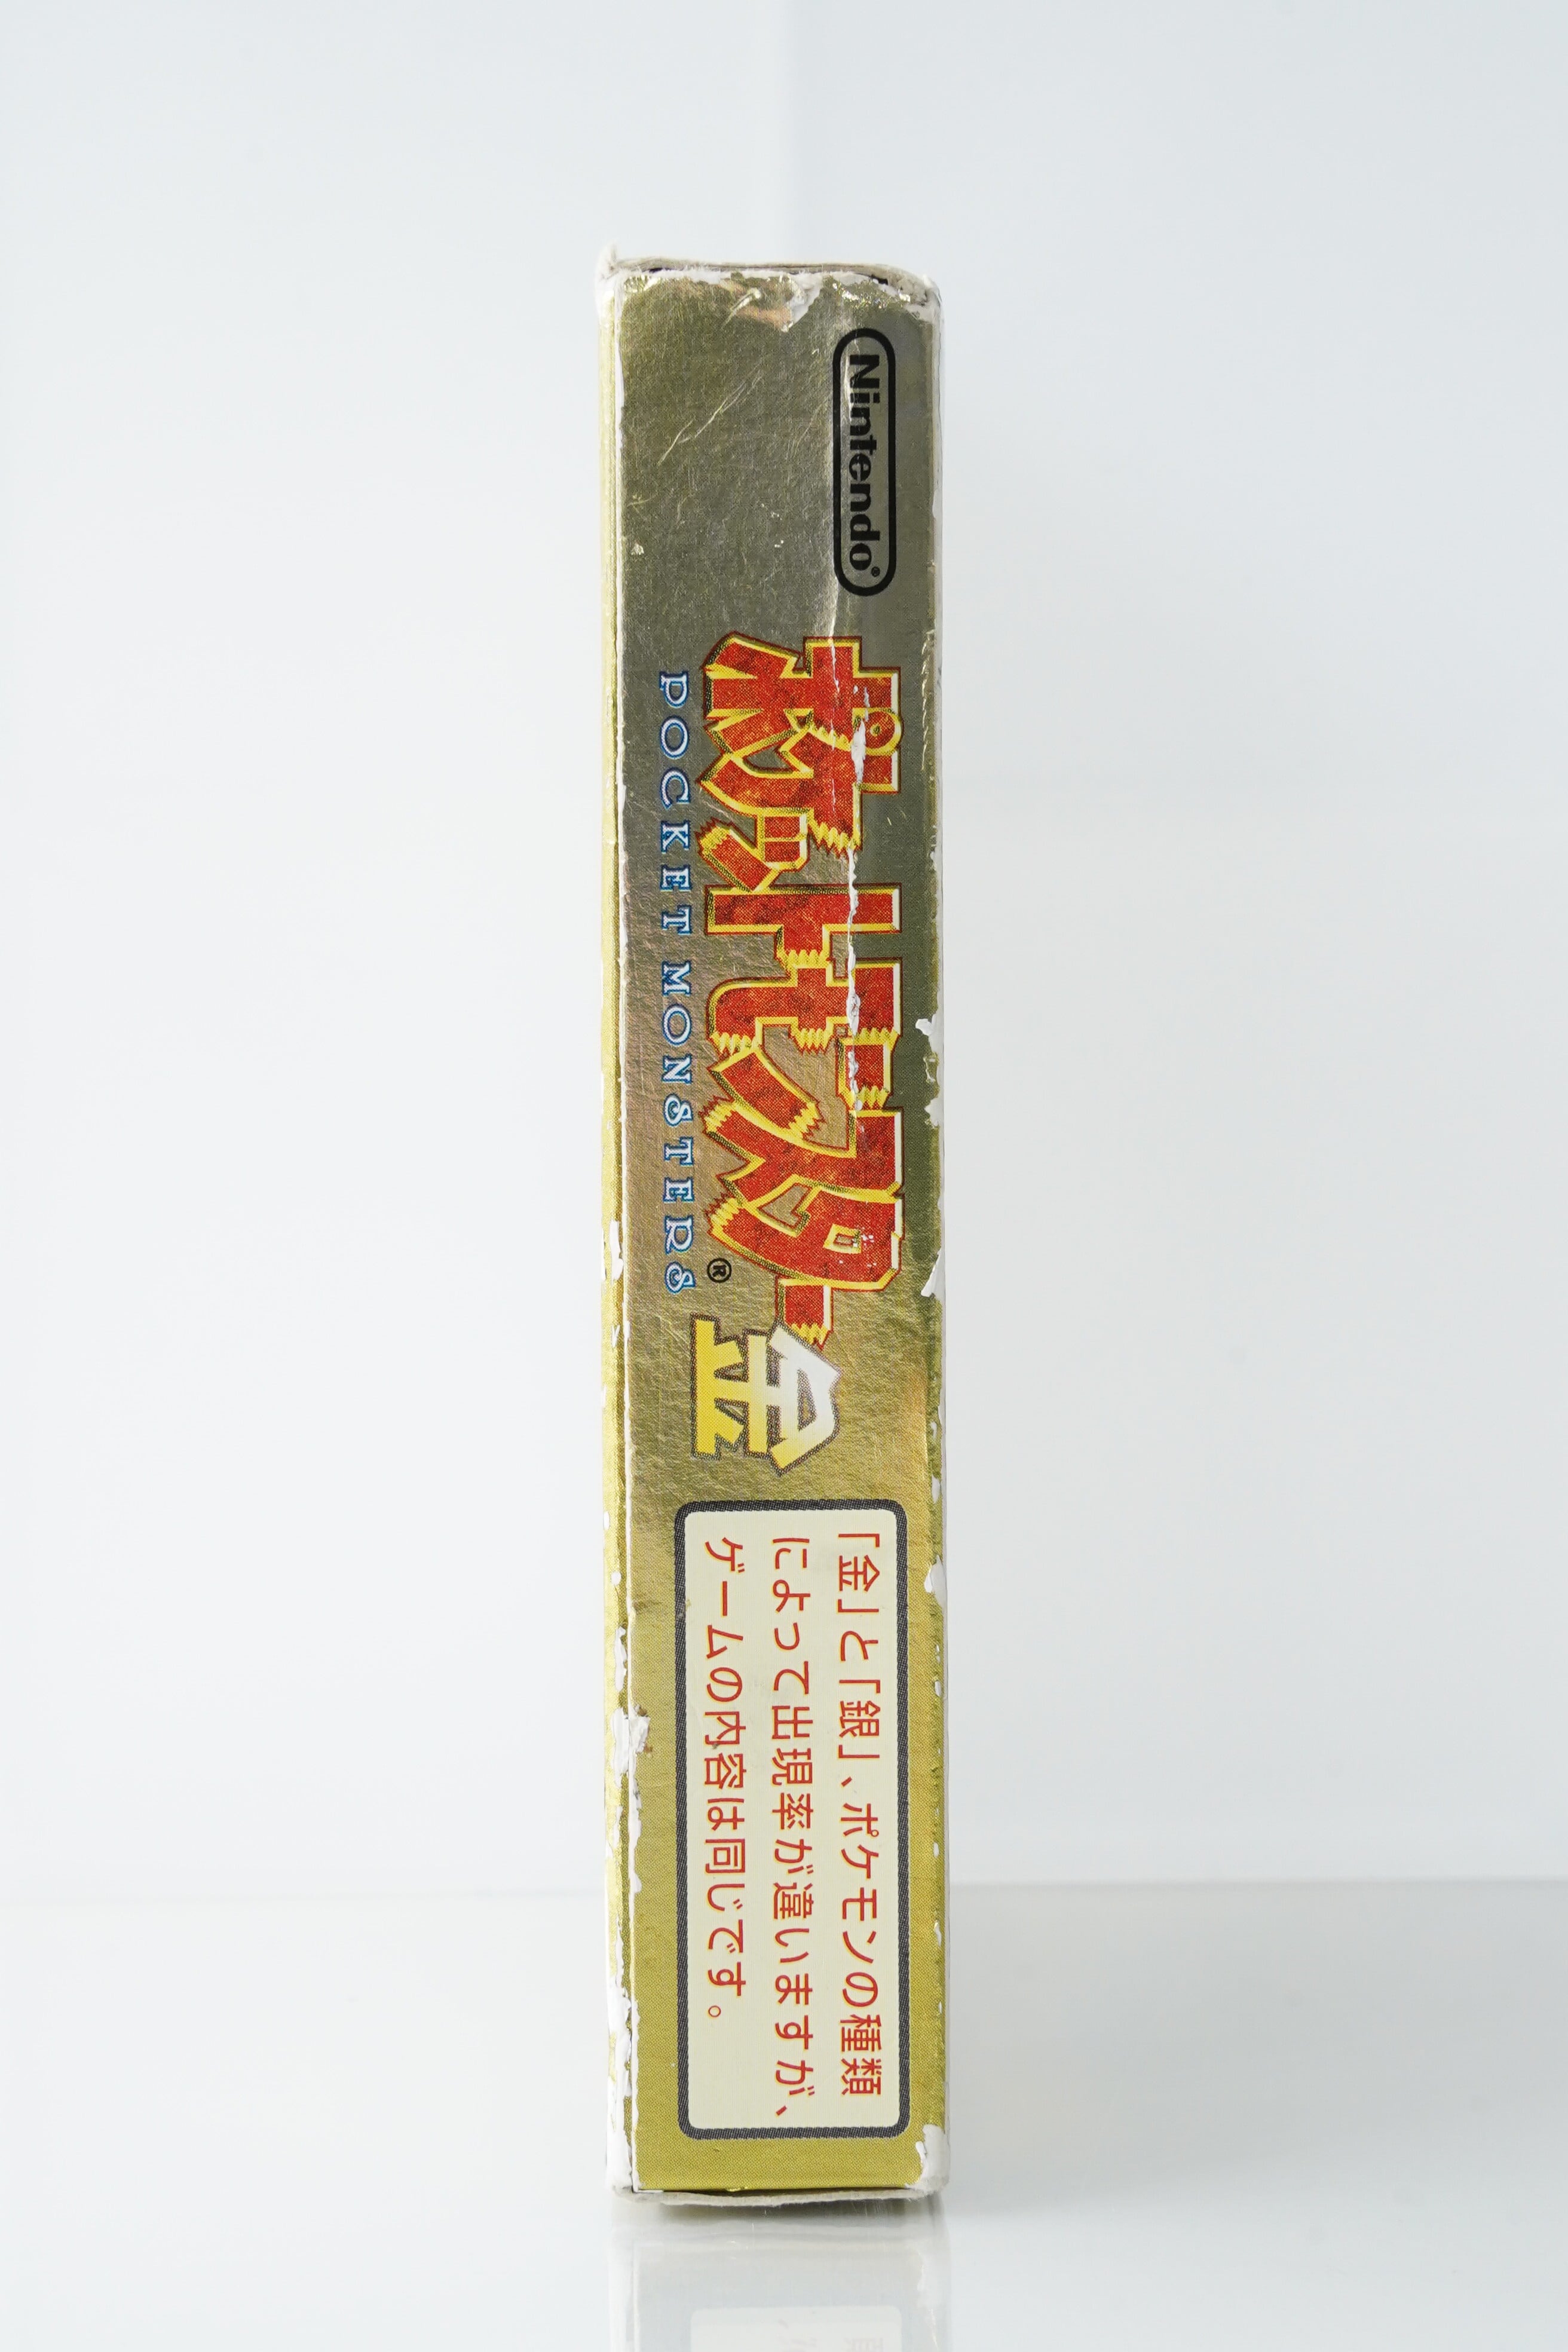 Nintendo®
ポケットモンスター
POCKET MONSTERS®
金
「金」と「銀」、ポケモンの種類
によって出現率が違いますが、
ゲームの内容は同じです。